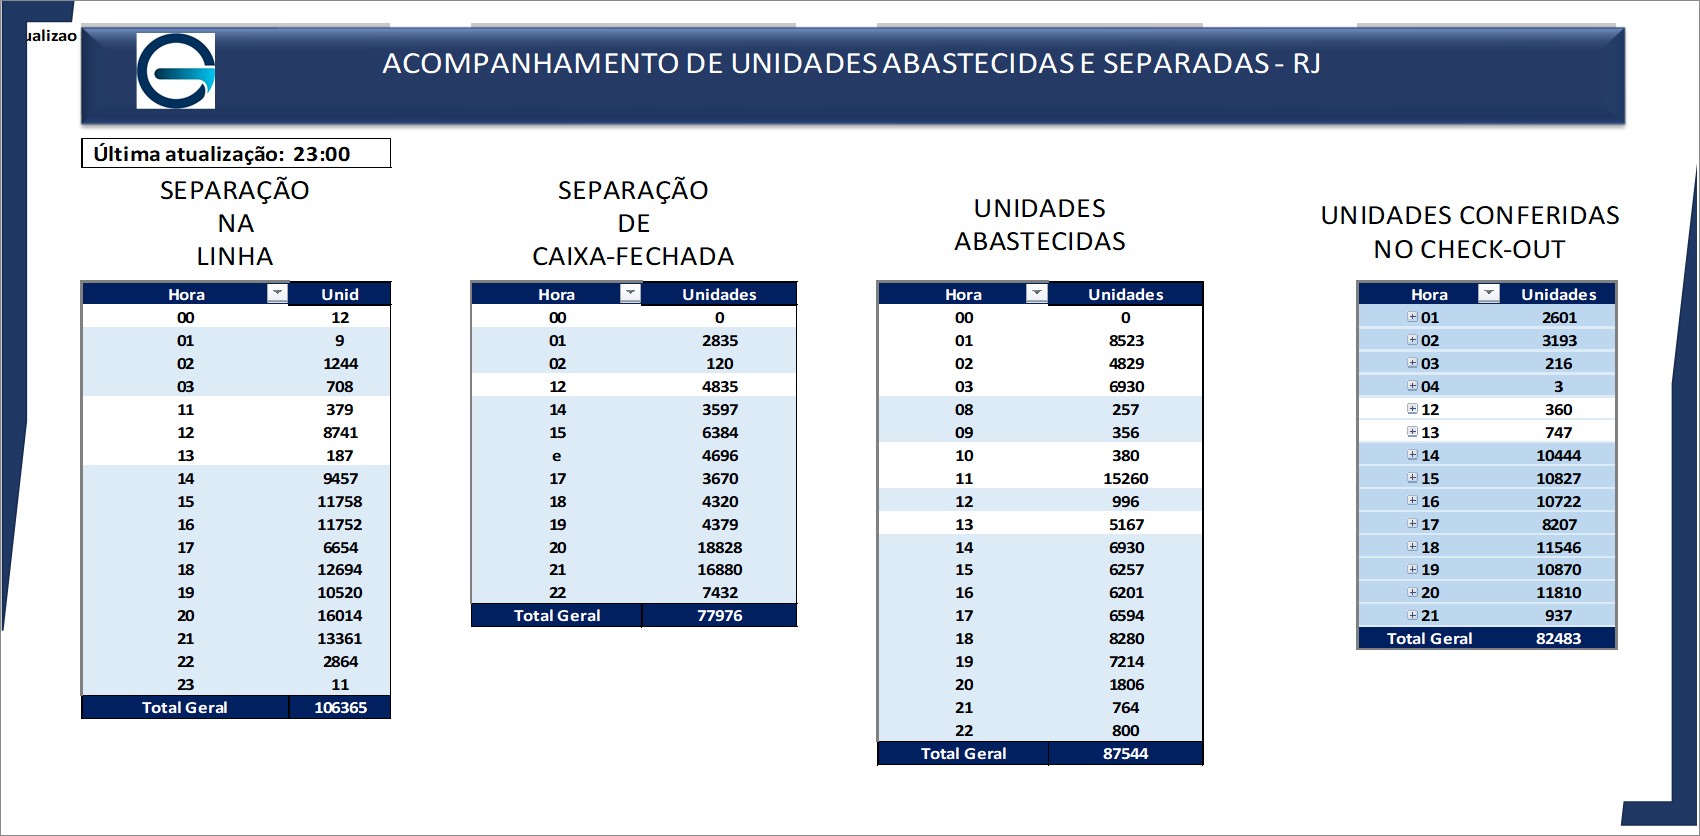 ualizao
ACOMPANHAMENTO DE UNIDADES ABASTECIDAS E SEPARADAS - RJ
Última atualização: 23:00
SEPARAÇÃO
NA
LINHA
Hora Unid
00 12
01 9
02 1244
03 708
11 379
12 8741
13 187
14 9457
15 11758
16 11752
17 6654
18 12694
19 10520
20 16014
21 13361
22 2864
23 11
Total Geral 106365
SEPARAÇÃO
DE
CAIXA-FECHADA
Hora Unidades
00 0
01 2835
02 120
12 4835
14 3597
15 6384
e 4696
17 3670
18 4320
19 4379
20 18828
21 16880
22 7432
Total Geral 77976
UNIDADES
ABASTECIDAS
Hora Unidades
00 0
01 8523
02 4829
03 6930
08 257
09 356
10 380
11 15260
12 996
13 5167
14 6930
15 6257
16 6201
17 6594
18 8280
19 7214
20 1806
21 764
22 800
Total Geral 87544
UNIDADES CONFERIDAS
NO CHECK-OUT
Hora Unidades
01 2601
02 3193
03 216
04 3
12 360
13 747
14 10444
15 10827
16 10722
17 8207
18 11546
19 10870
20 11810
21 937
Total Geral 82483